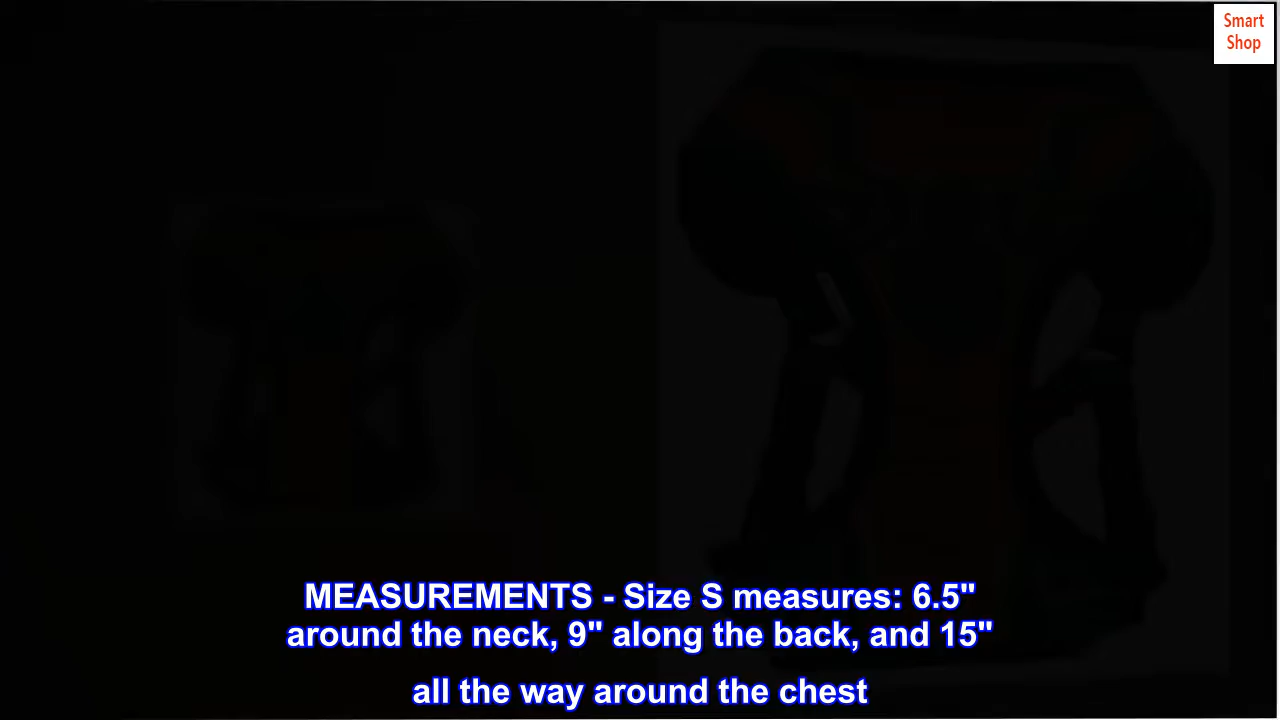 Smart
Shop
MEASUREMENTS - Size S measures: 6.5"
around the neck, 9" along the back, and 15"
all the way around the chest